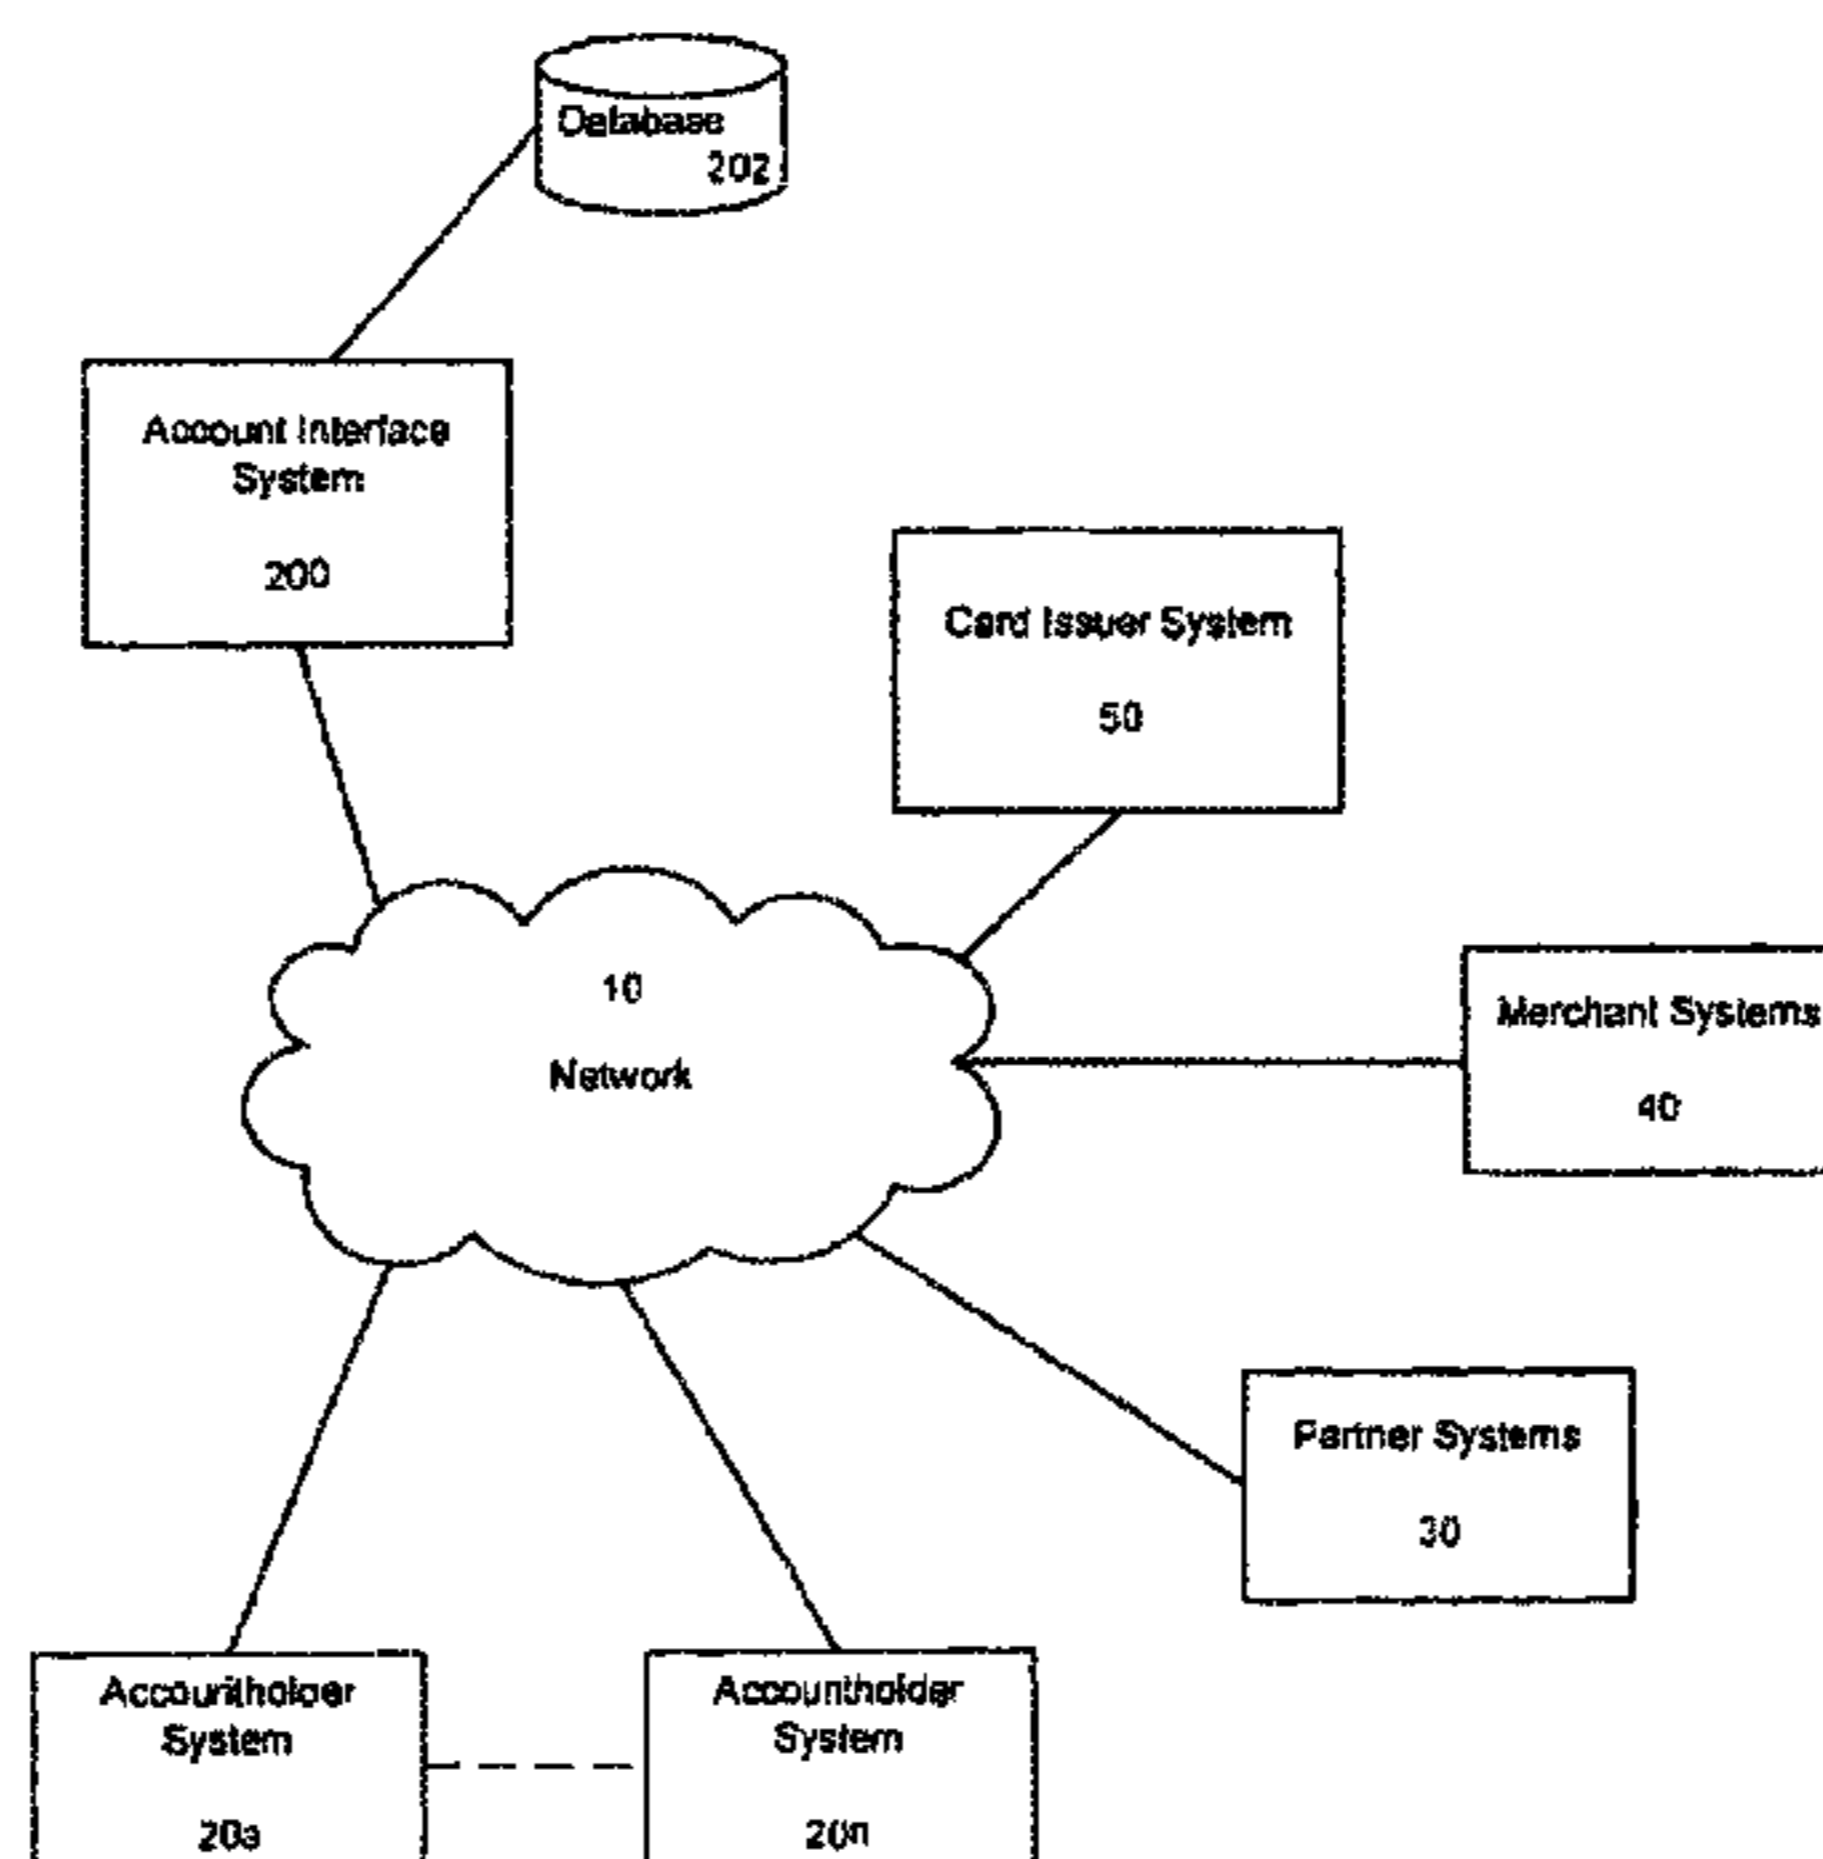 Database
202
Account Interface
System
200
Card Issuer System
50
10
Network
Merchant Systems
40
Partner Systems
30
Accountholder
System
20a
Accountholder
System
20n